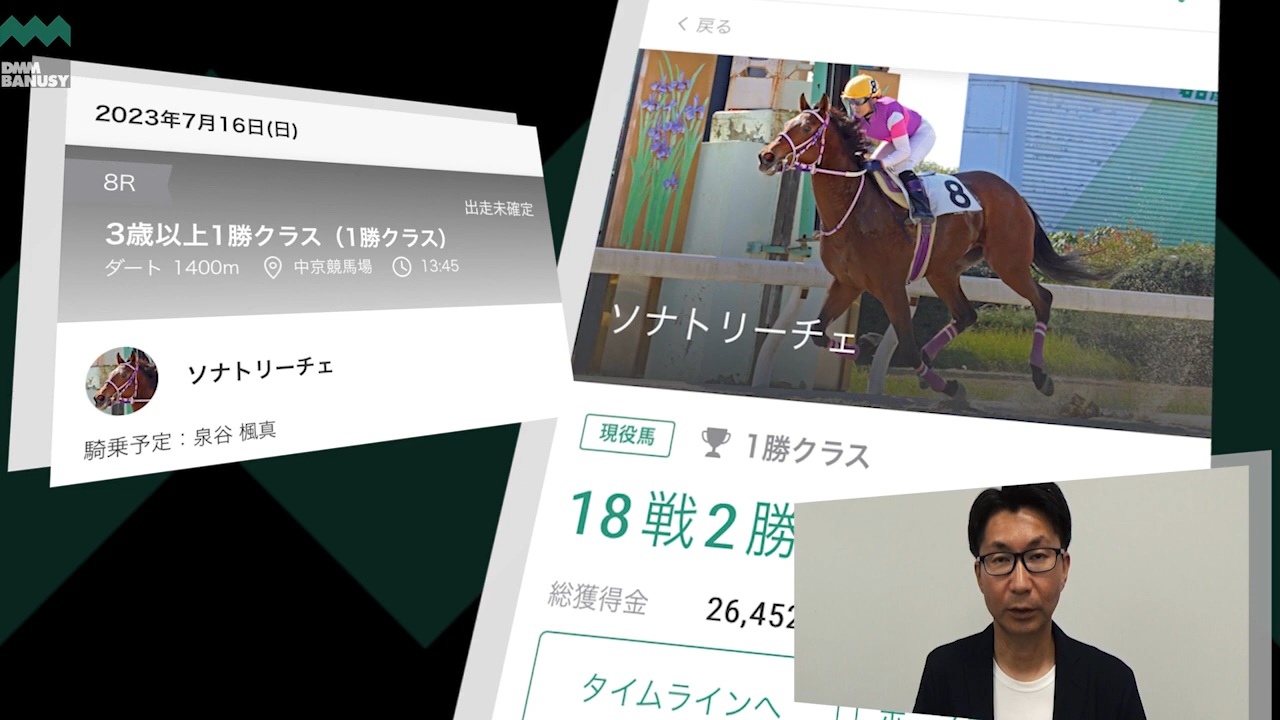 DMM
BANUSY
2023年7月16日(日)
8R
出走未確定
3歳以上1勝クラス (1勝クラス)
ダート 1400m 中京競馬場 13:45
ソナトリーチェ
騎乗予定：泉谷 楓真
戻る
8
8
ソナトリーチェ
現役馬 1勝クラス
18戦2勝
総獲得金 26,452
タイムラインへ